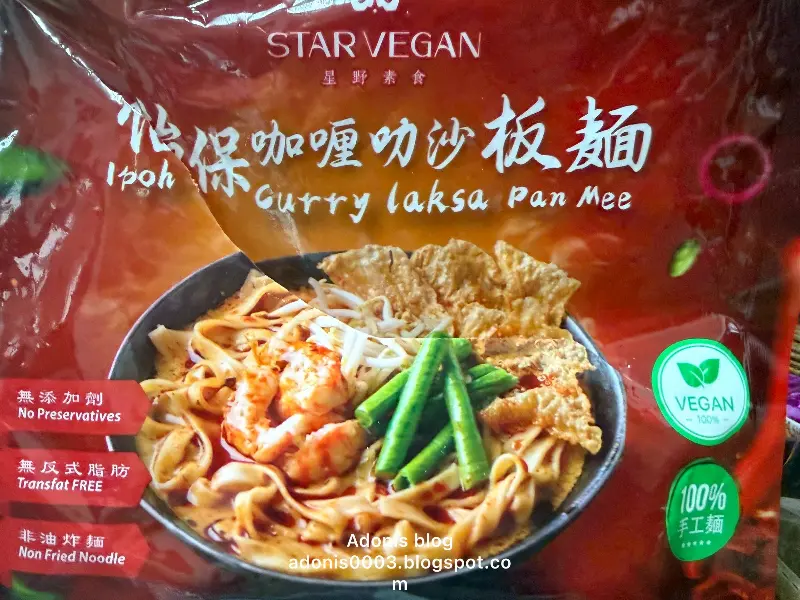 STAR VEGAN
星野素食
怡保咖喱叻沙板麵
Ipoh Curry laksa Pan Mee
無添加劑
No Preservatives
無反式脂肪
Transfat FREE
非油炸麵
Non Fried Noodle
VEGAN
100%
100%
手工麵
Adonis blog
adonis0003.blogspot.co
m